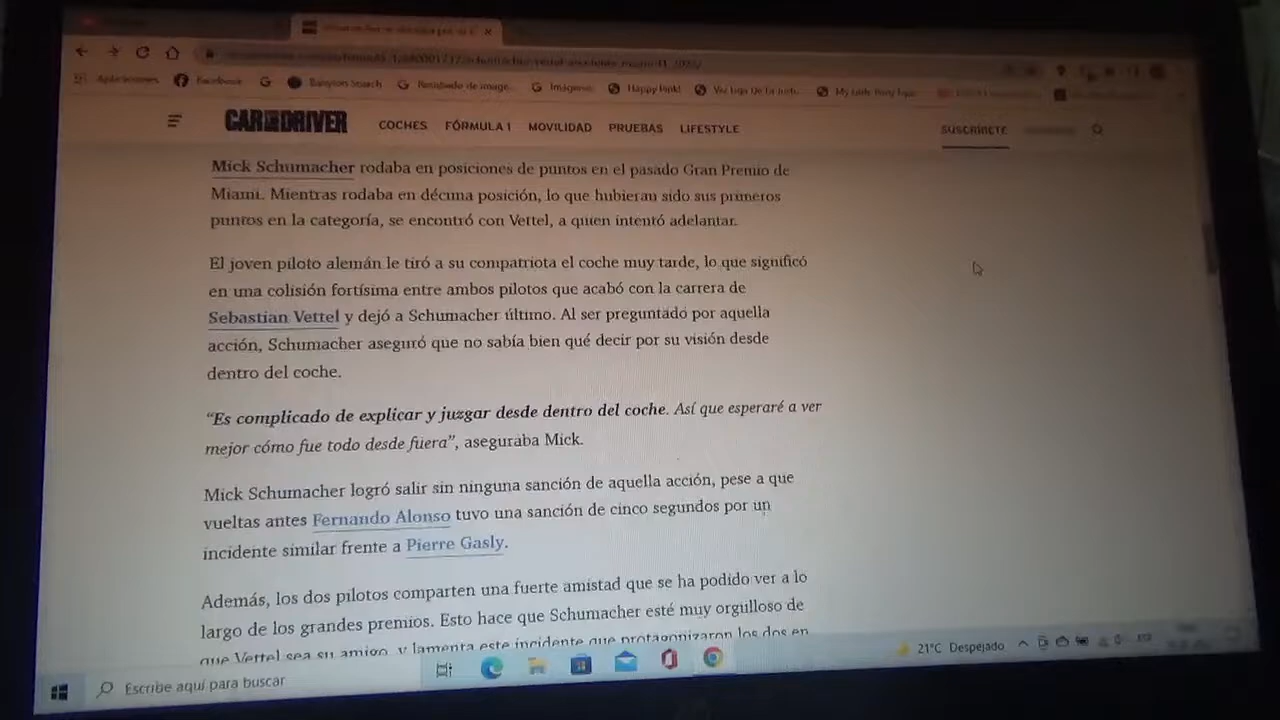 Aplicaciones Facebook G Babylon's Search Resultado de image... Imágenes Happy Pink!
CAR AND DRIVER COCHES FÓRMULA 1 MOVILIDAD PRUEBAS LIFESTYLE SUSCRÍBETE
Mick Schumacher rodaba en posiciones de puntos en el pasado Gran Premio de
Miami. Mientras rodaba en décima posición, lo que hubieran sido sus primeros
puntos en la categoría, se encontró con Vettel, a quien intentó adelantar.
El joven piloto alemán le tiró a su compatriota el coche muy tarde, lo que significó
en una colisión fortísima entre ambos pilotos que acabó con la carrera de
Sebastian Vettel y dejó a Schumacher último. Al ser preguntado por aquella
acción, Schumacher aseguró que no sabía bien qué decir por su visión desde
dentro del coche.
“Es complicado de explicar y juzgar desde dentro del coche. Así que esperaré a ver
mejor cómo fue todo desde fuera”, aseguraba Mick.
Mick Schumacher logró salir sin ninguna sanción de aquella acción, pese a que
vueltas antes Fernando Alonso tuvo una sanción de cinco segundos por un
incidente similar frente a Pierre Gasly.
Además, los dos pilotos comparten una fuerte amistad que se ha podido ver a lo
largo de los grandes premios. Esto hace que Schumacher esté muy orgulloso de
que Vettel sea su amigo, y lamenta este incidente que protagonizaron los dos en
21°C Despejado
Escribe aquí para buscar